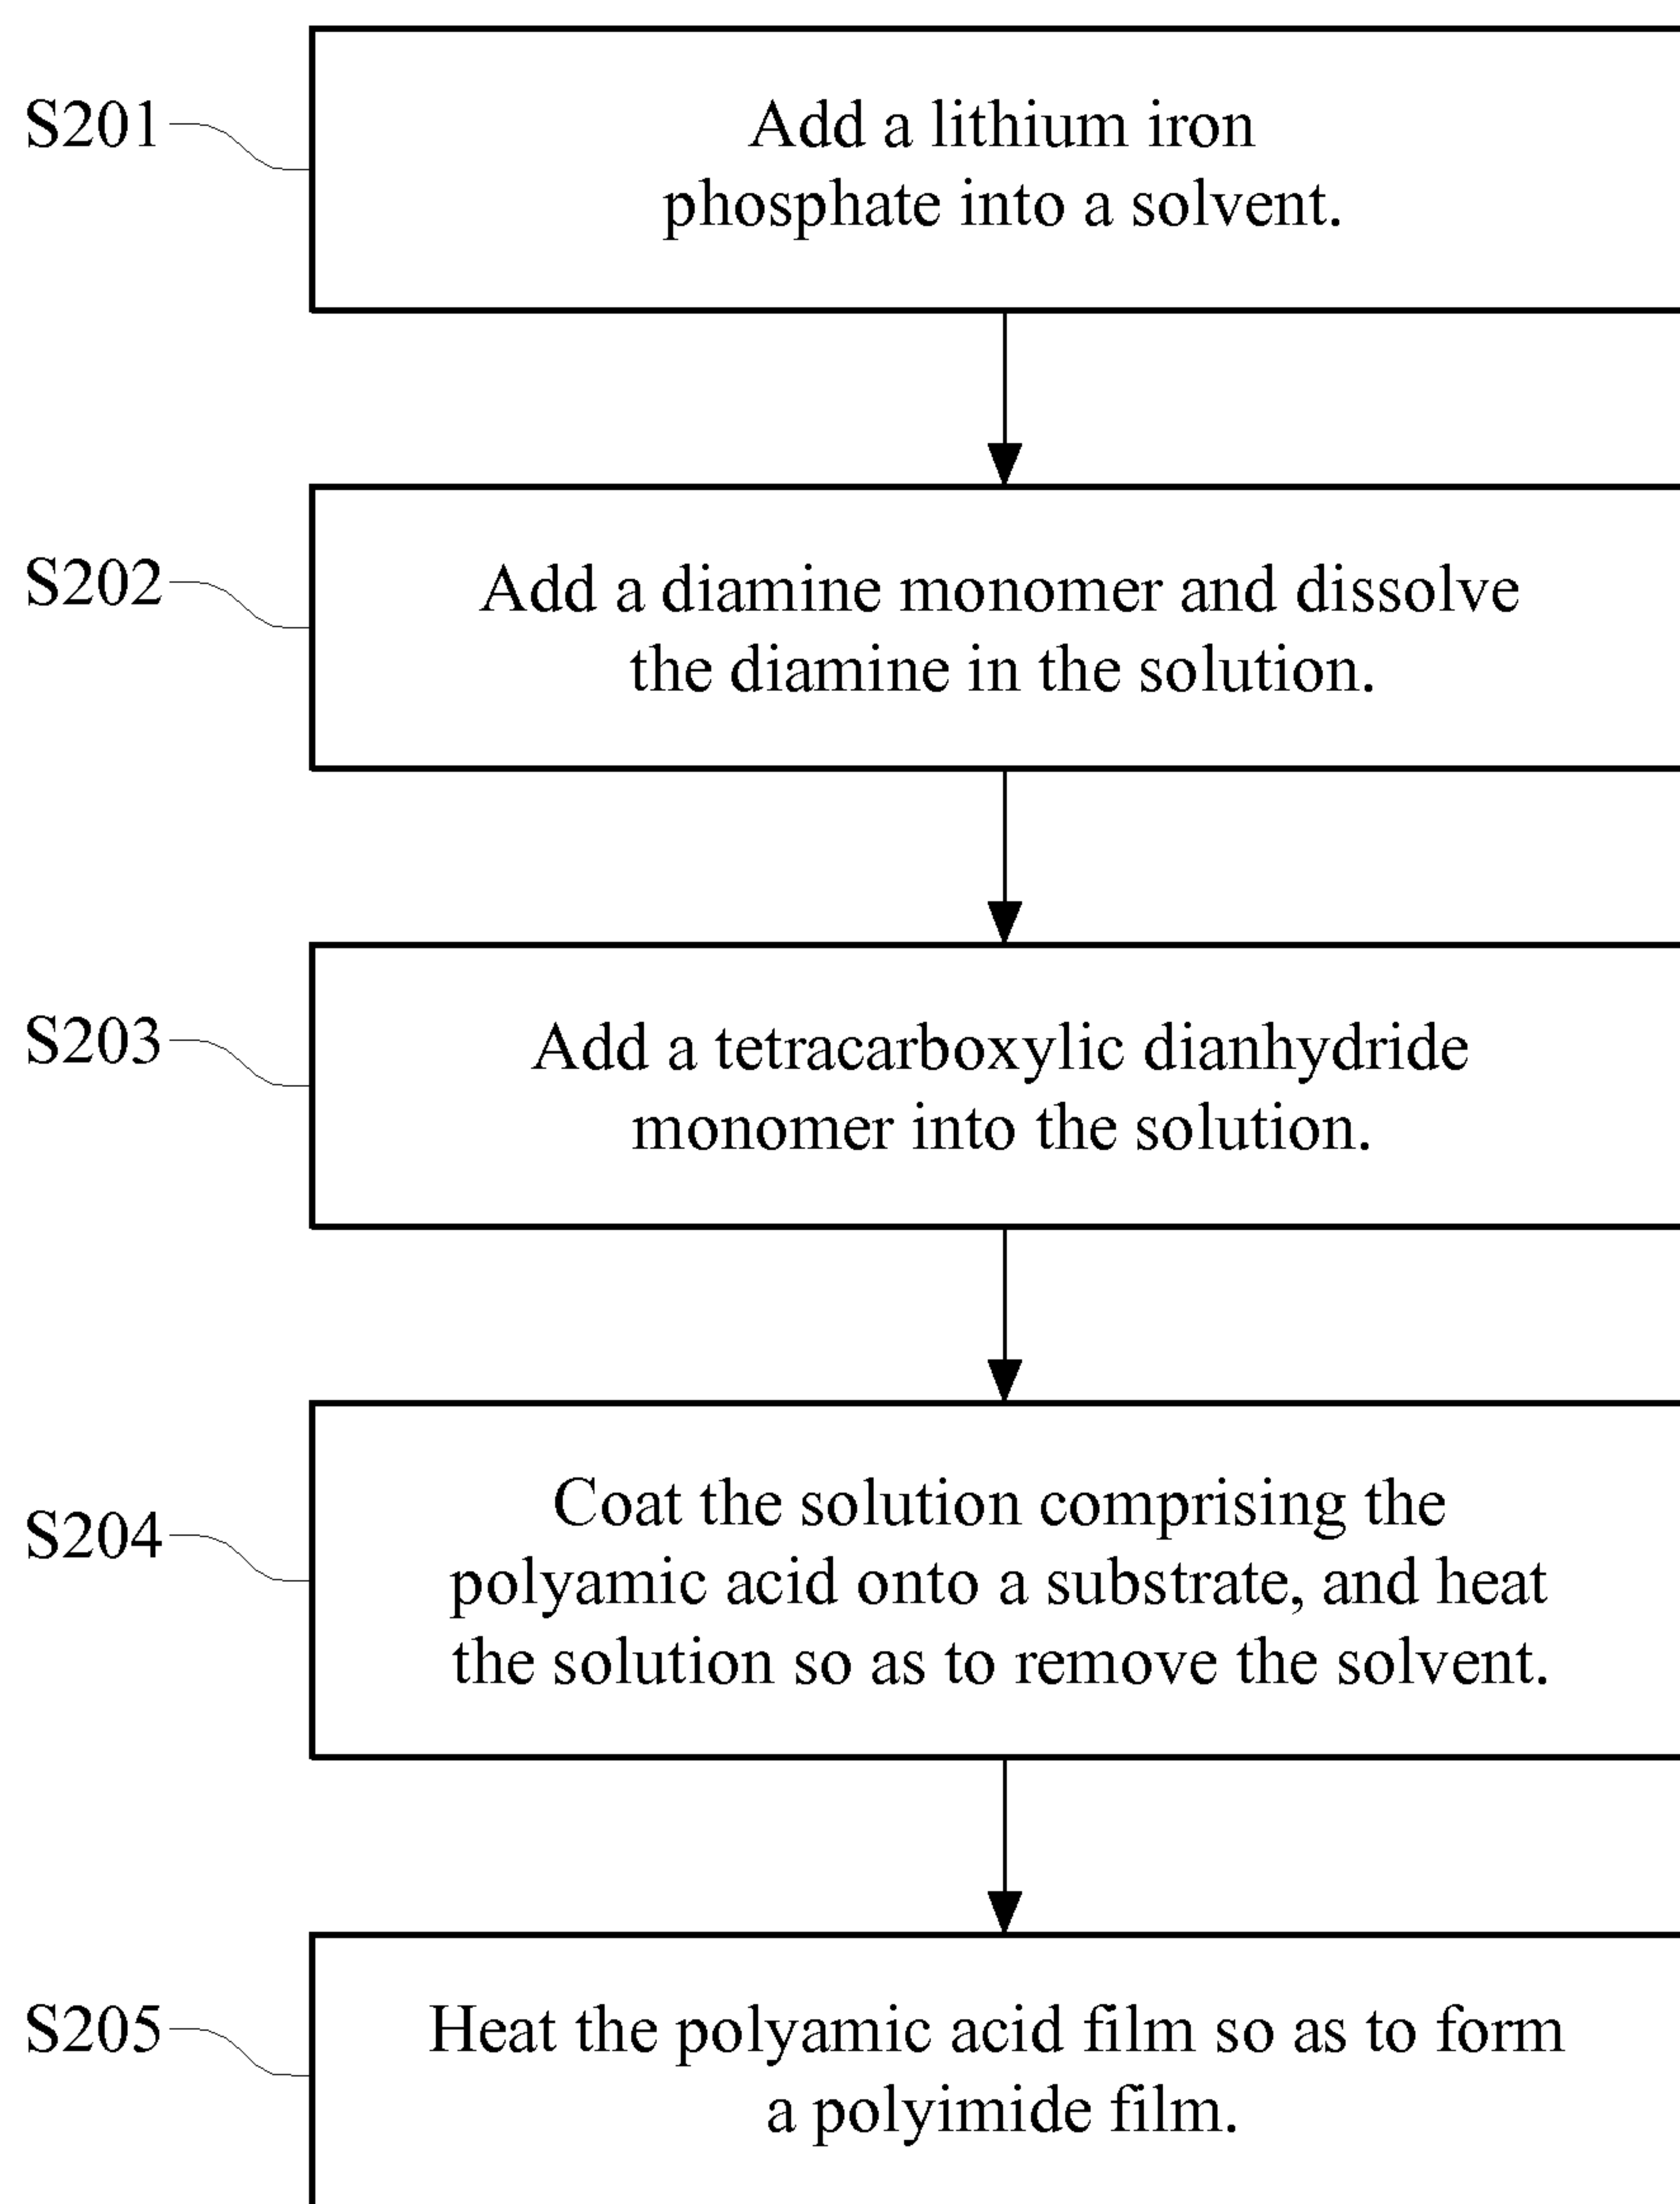 S201
Add a lithium iron
phosphate into a solvent.
S202
Add a diamine monomer and dissolve
the diamine in the solution.
S203
Add a tetracarboxylic dianhydride
monomer into the solution.
S204
Coat the solution comprising the
polyamic acid onto a substrate, and heat
the solution so as to remove the solvent.
S205
Heat the polyamic acid film so as to form
a polyimide film.